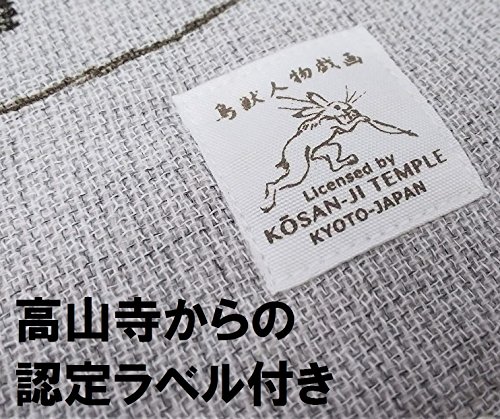 鳥獣人物戯画
Licensed by
KŌSAN-JI TEMPLE
KYOTO-JAPAN
高山寺からの
認定ラベル付き